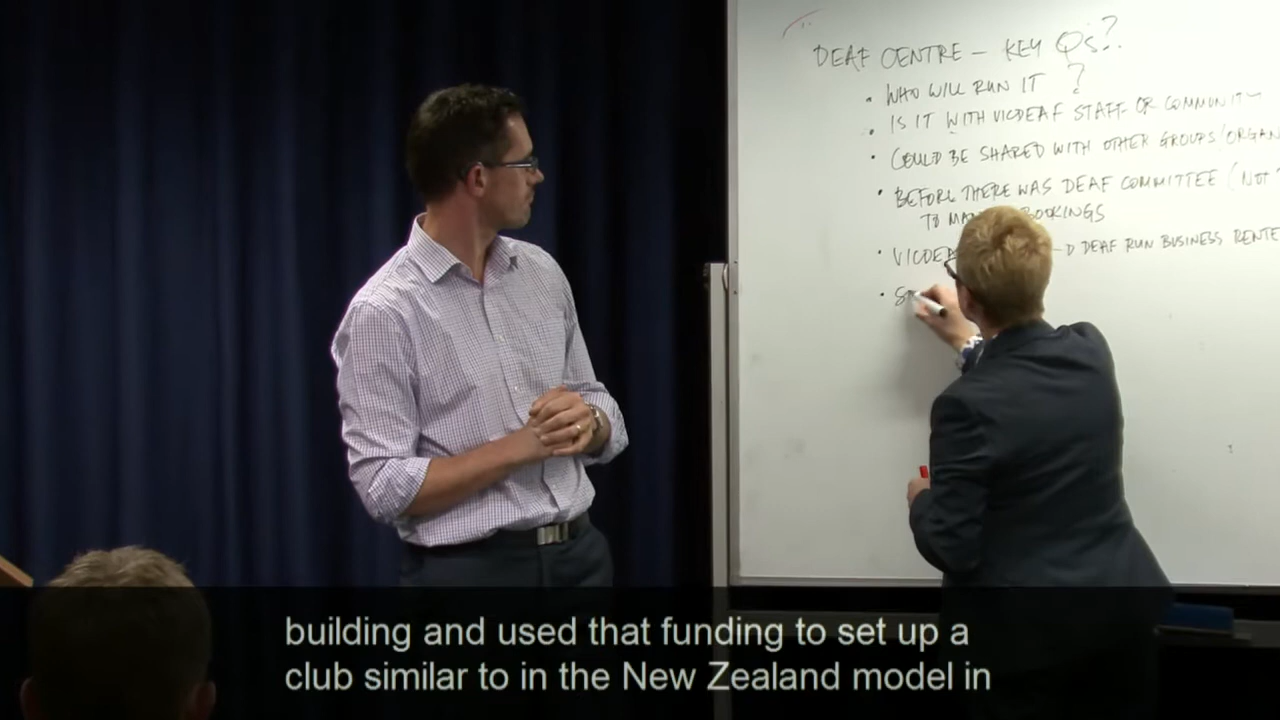 DEAF CENTRE – KEY QS?
• WHO WILL RUN IT ?
• IS IT WITH VICDEAF STAFF OR COMMUNITY
• COULD BE SHARED WITH OTHER GROUPS/ORGAN
• BEFORE THERE WAS DEAF COMMITTEE (NOT
TO BOOKINGS
• VICDEA D DEAF RUN BUSINESS RENTE
• S
building and used that funding to set up a
club similar to in the New Zealand model in